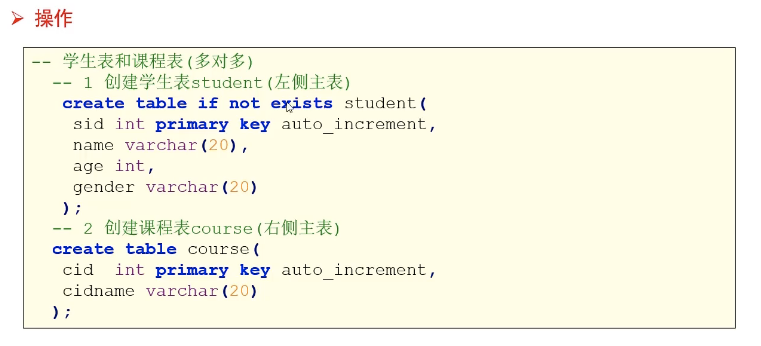 ➢ 操作
-- 学生表和课程表(多对多)
-- 1 创建学生表student(左侧主表)
create table if not exists student(
sid int primary key auto_increment,
name varchar(20),
age int,
gender varchar(20)
);
-- 2 创建课程表course(右侧主表)
create table course(
cid  int primary key auto_increment,
cidname varchar(20)
);